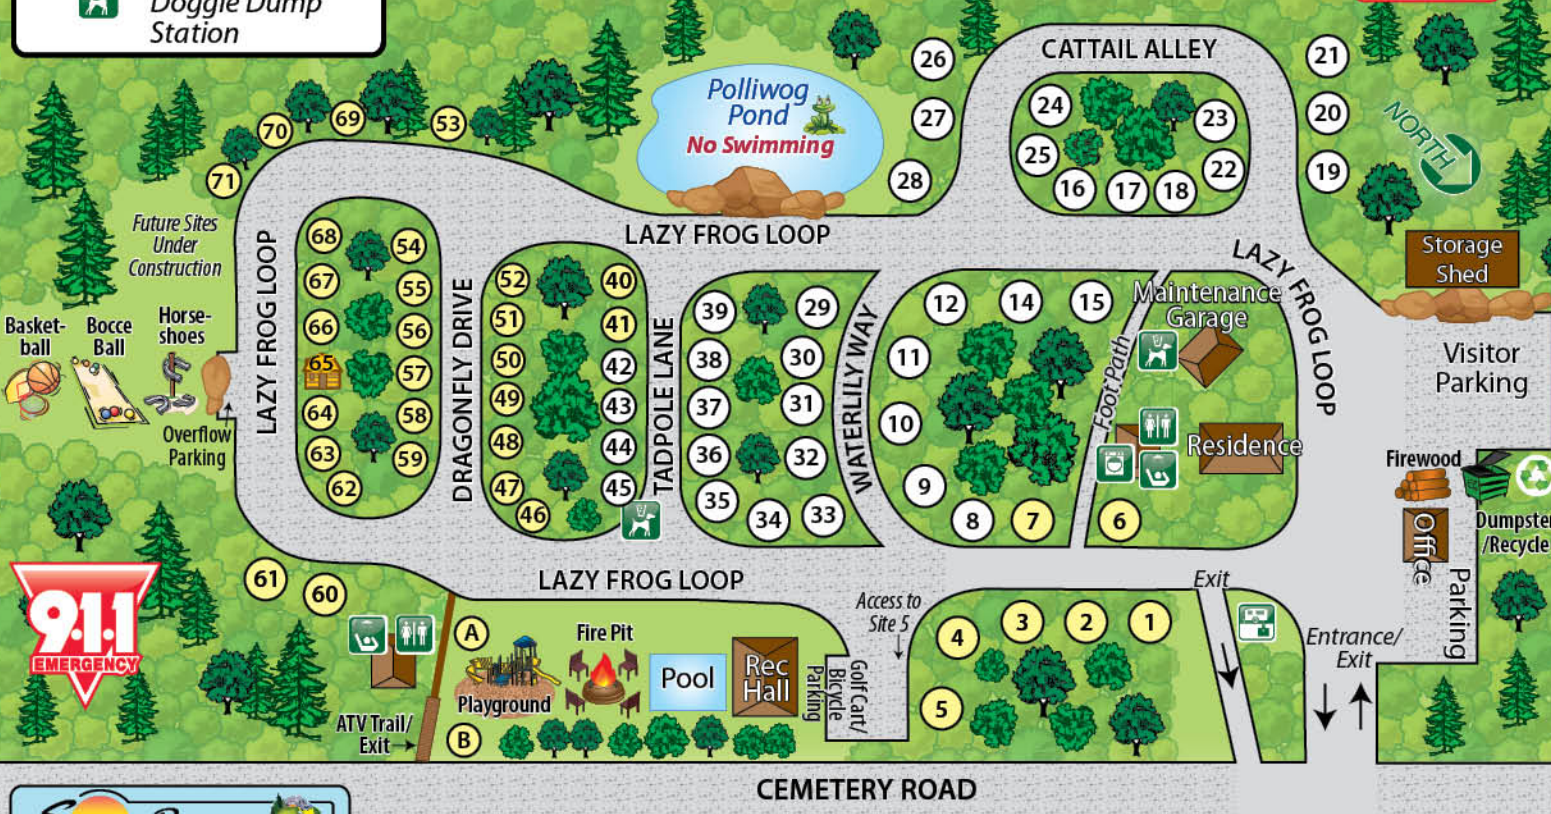 Doggie Dump
Station
CATTAIL ALLEY
Polliwog
Pond
No Swimming
NORTH
26
27
28
24
25
16
17
18
22
23
21
20
19
70
69
53
71
Future Sites
Under
Construction
LAZY FROG LOOP
LAZY FROG LOOP
Storage
Shed
LAZY FROG LOOP
Visitor
Parking
Basket-
ball
Bocce
Ball
Horse-
shoes
Overflow
Parking
68
67
66
65
64
63
62
54
55
56
57
58
59
DRAGONFLY DRIVE
52
51
50
49
48
47
46
40
41
42
43
44
45
TADPOLE LANE
39
38
37
36
35
34
33
29
30
31
32
WATERLILY WAY
12
14
15
11
10
9
8
7
Foot Path
Maintenance
Garage
Residence
6
Firewood
Office
Dumpste
/Recycle
Parking
61
60
LAZY FROG LOOP
9·1·1
EMERGENCY
ATV Trail/
Exit
A
B
Playground
Fire Pit
Pool
Rec
Hall
Golf Cart/
Bicycle
Parking
Access to
Site 5
4
3
2
1
5
Exit
Entrance/
Exit
CEMETERY ROAD